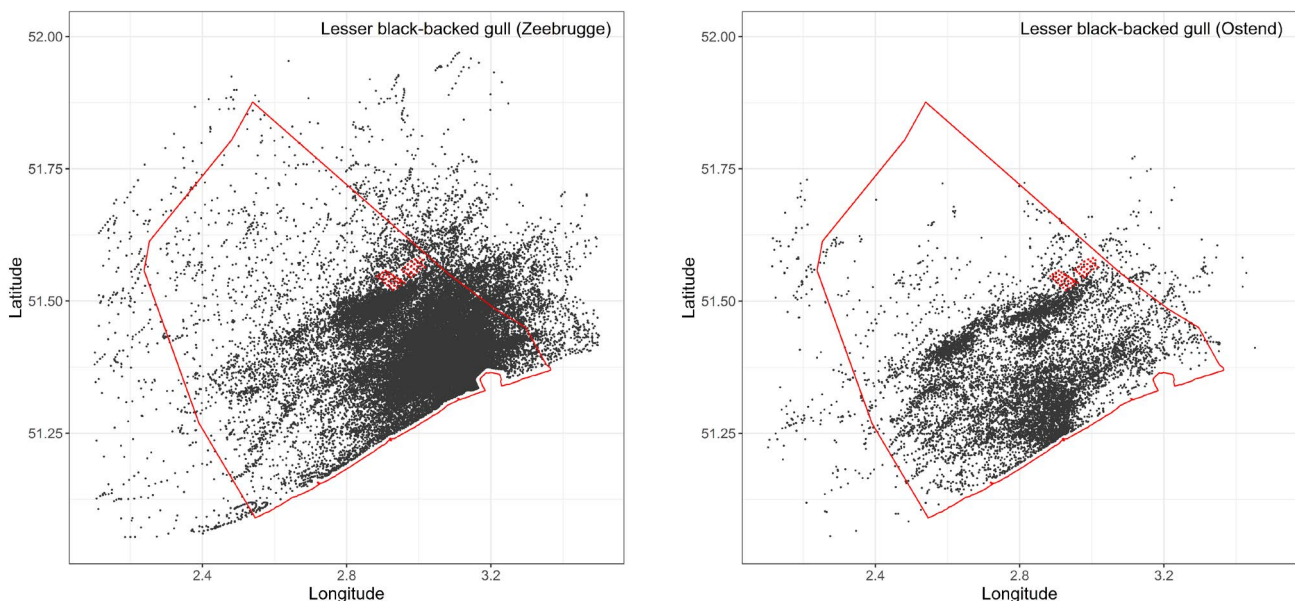 Lesser black-backed gull (Zeebrugge)
52.00
51.75
51.50
51.25
Latitude
2.4
2.8
3.2
Longitude
Lesser black-backed gull (Ostend)
52.00
51.75
51.50
51.25
Latitude
2.4
2.8
3.2
Longitude